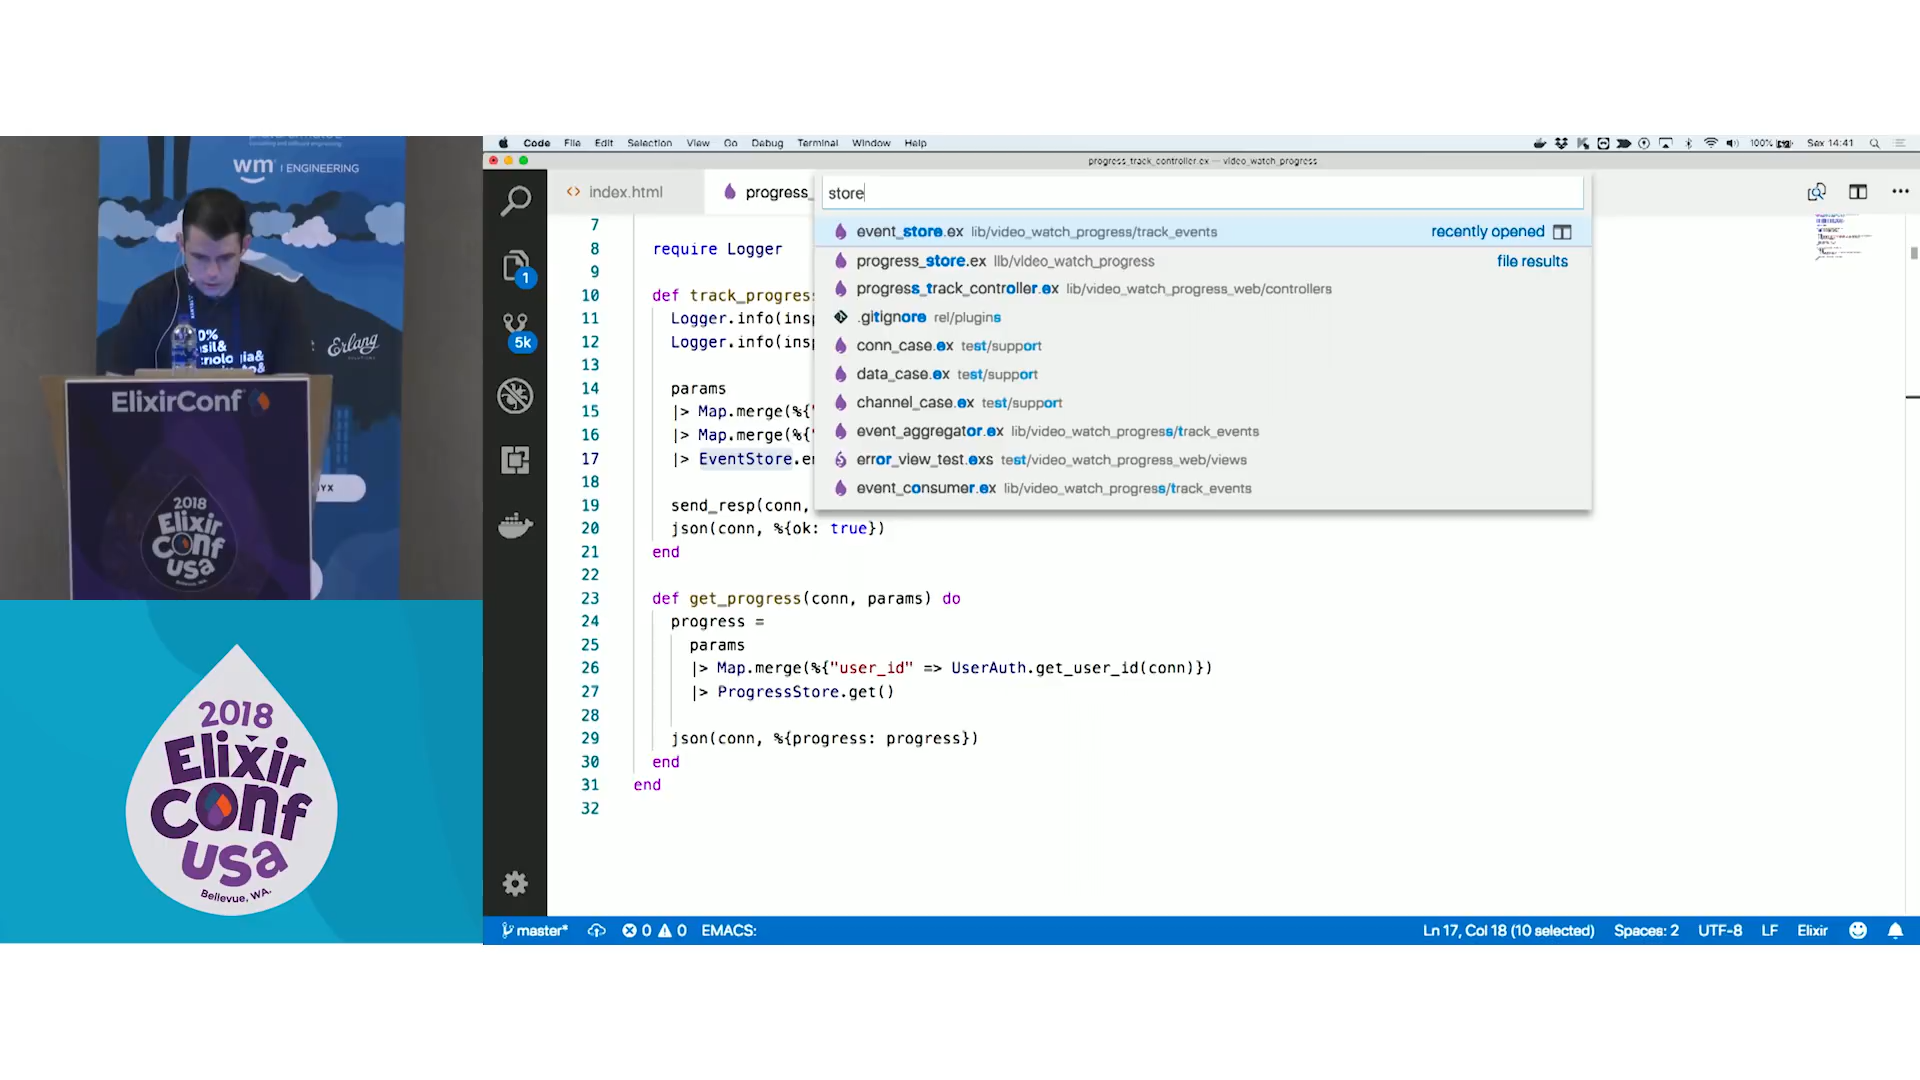 wm | ENGINEERING
Erlang
SOLUTIONS
ElixirConf
2018
Elixir
Conf
USA
Bellevue, WA.
2018
Elixir
Conf
USA
Bellevue, WA.
Code File Edit Selection View Go Debug Terminal Window Help
100% Sex 14:41
progress_track_controller.ex — video_watch_progress
<> index.html
progress_
store
event_store.ex lib/video_watch_progress/track_events recently opened
progress_store.ex lib/video_watch_progress file results
progress_track_controller.ex lib/video_watch_progress_web/controllers
.gitignore rel/plugins
conn_case.ex test/support
data_case.ex test/support
channel_case.ex test/support
event_aggregator.ex lib/video_watch_progress/track_events
error_view_test.exs test/video_watch_progress_web/views
event_consumer.ex lib/video_watch_progress/track_events
1
5k
7
8 require Logger
9
10 def track_progress
11 Logger.info(insp
12 Logger.info(insp
13
14 params
15 |> Map.merge(%{"
16 |> Map.merge(%{"
17 |> EventStore.en
18
19 send_resp(conn,
20 json(conn, %{ok: true})
21 end
22
23 def get_progress(conn, params) do
24 progress =
25 params
26 |> Map.merge(%{"user_id" => UserAuth.get_user_id(conn)})
27 |> ProgressStore.get()
28
29 json(conn, %{progress: progress})
30 end
31 end
32
master* 0 0 EMACS: Ln 17, Col 18 (10 selected) Spaces: 2 UTF-8 LF Elixir